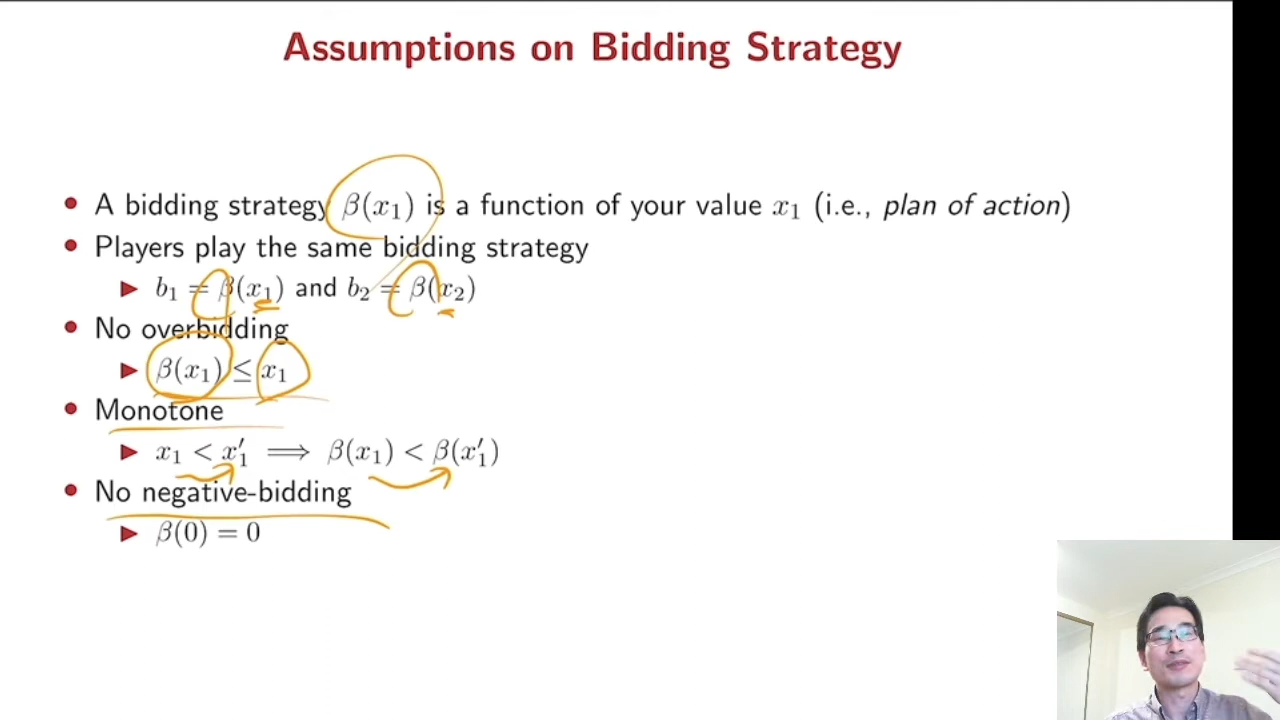 Assumptions on Bidding Strategy
• A bidding strategy β(x₁) is a function of your value x₁ (i.e., plan of action)
• Players play the same bidding strategy
▶ b₁ = β(x₁) and b₂ = β(x₂)
• No overbidding
▶ β(x₁) ≤ x₁
• Monotone
▶ x₁ < x₁′ ⟹ β(x₁) < β(x₁′)
• No negative-bidding
▶ β(0) = 0